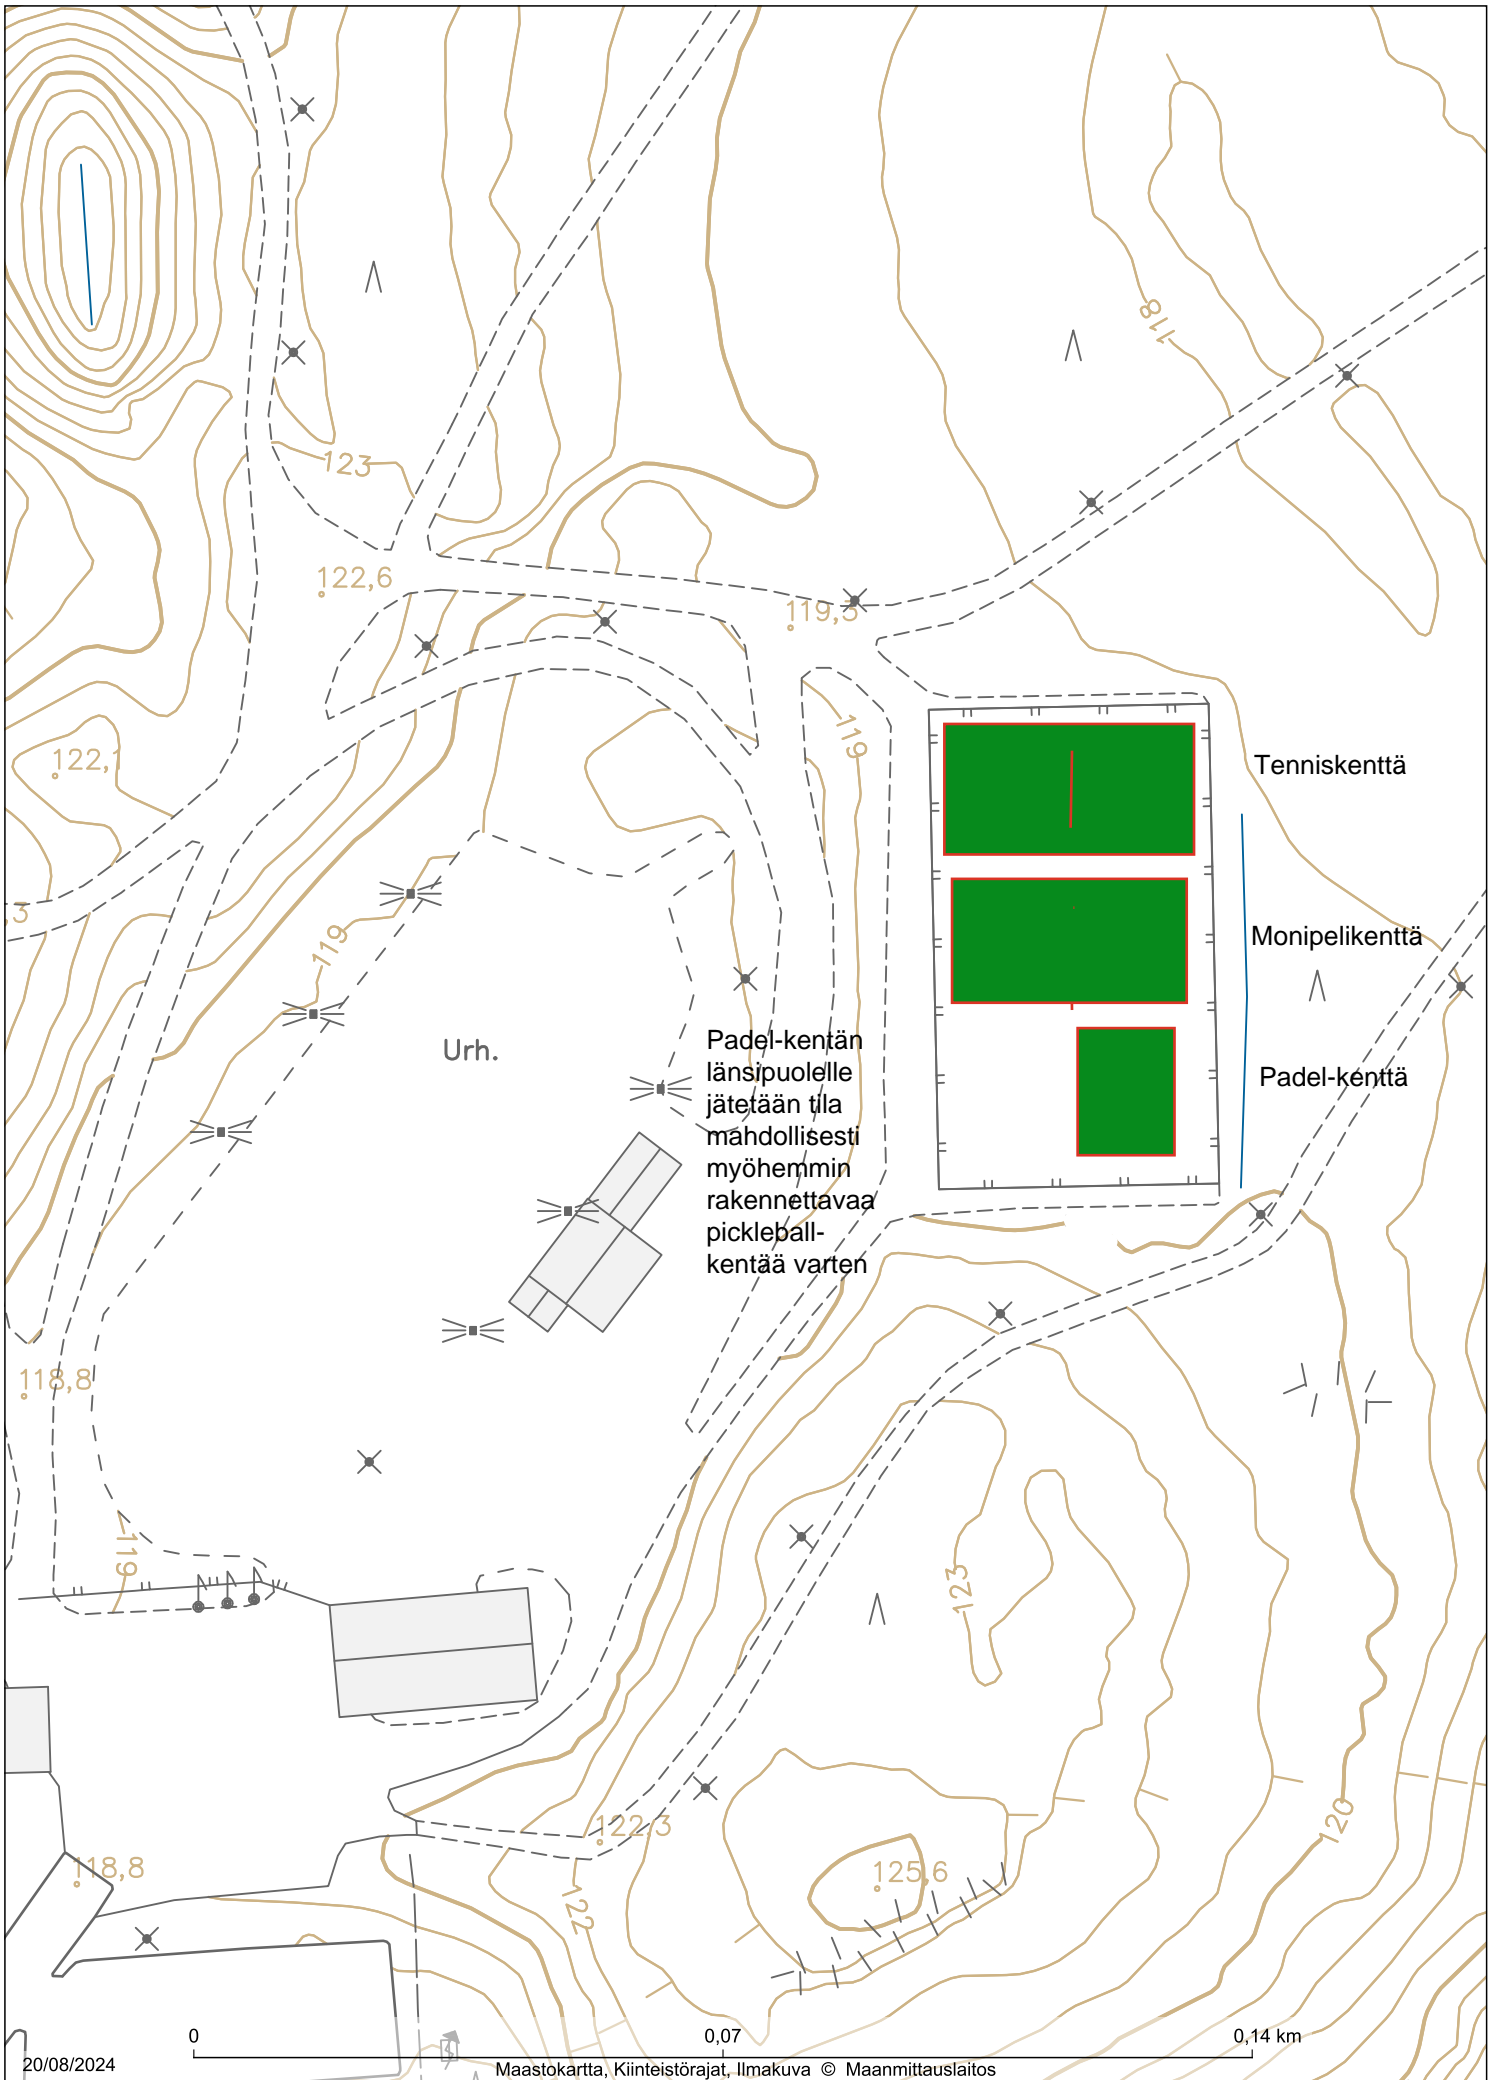 118
123
122,6
119,3
119
122,1
Tenniskenttä
,3
119
Monipelikenttä
Urh.
Padel-kentän
länsipuolelle
jätetään tila
mahdollisesti
myöhemmin
rakennettavaa
pickleball-
kentää varten
Padel-kenttä
118,8
119
123
122,3
120
118,8
125,6
122
0
0,07
0,14 km
20/08/2024
Maastokartta, Kiinteistörajat, Ilmakuva © Maanmittauslaitos